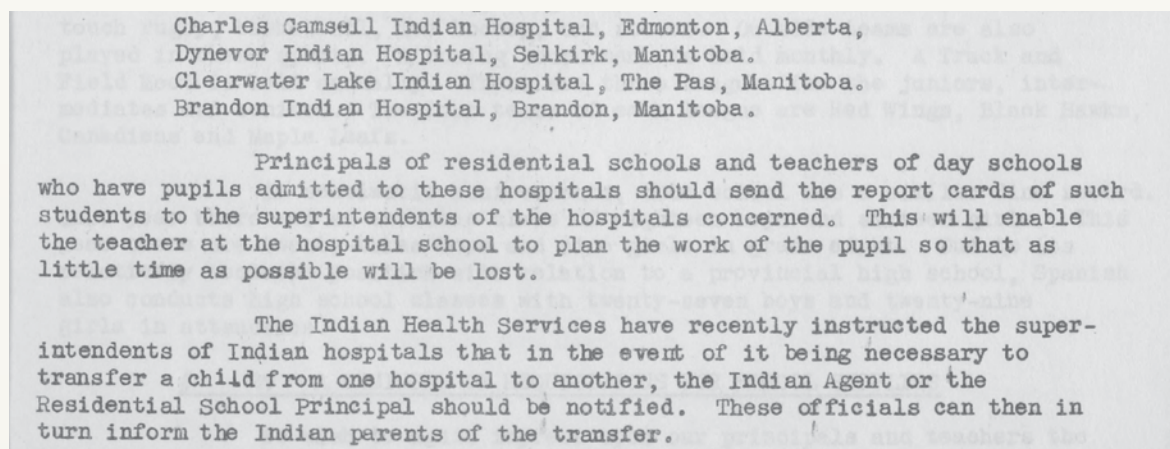 Charles Camsell Indian Hospital, Edmonton, Alberta,
Dynevor Indian Hospital, Selkirk, Manitoba.
Clearwater Lake Indian Hospital, The Pas, Manitoba.
Brandon Indian Hospital, Brandon, Manitoba.
Principals of residential schools and teachers of day schools
who have pupils admitted to these hospitals should send the report cards of such
students to the superintendents of the hospitals concerned. This will enable
the teacher at the hospital school to plan the work of the pupil so that as
little time as possible will be lost.
The Indian Health Services have recently instructed the super-
intendents of Indian hospitals that in the event of it being necessary to
transfer a child from one hospital to another, the Indian Agent or the
Residential School Principal should be notified. These officials can then in
turn inform the Indian parents of the transfer.